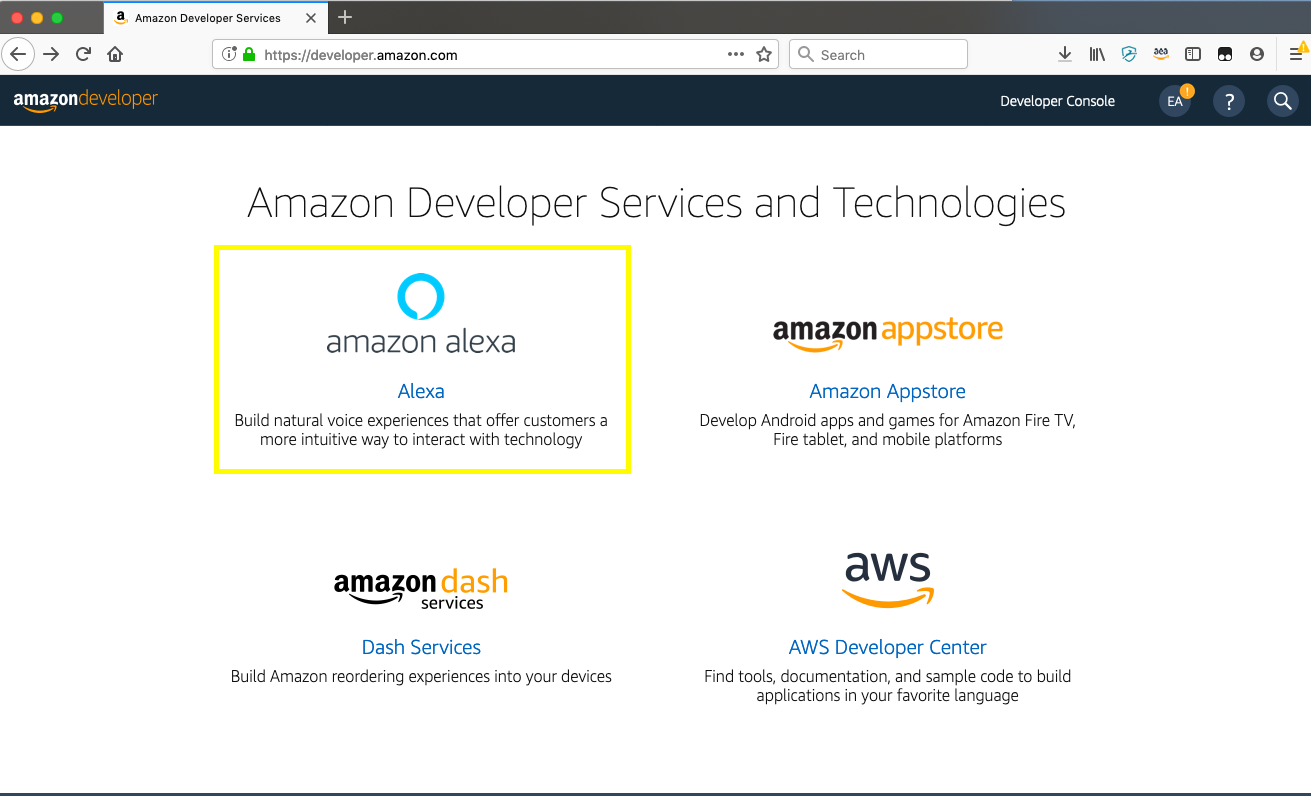 Amazon Developer Services
https://developer.amazon.com
Search
amazondeveloper
Developer Console
EA
!
?
Amazon Developer Services and Technologies
amazon alexa
Alexa
Build natural voice experiences that offer customers a
more intuitive way to interact with technology
amazon appstore
Amazon Appstore
Develop Android apps and games for Amazon Fire TV,
Fire tablet, and mobile platforms
amazon dash
services
Dash Services
Build Amazon reordering experiences into your devices
aws
AWS Developer Center
Find tools, documentation, and sample code to build
applications in your favorite language